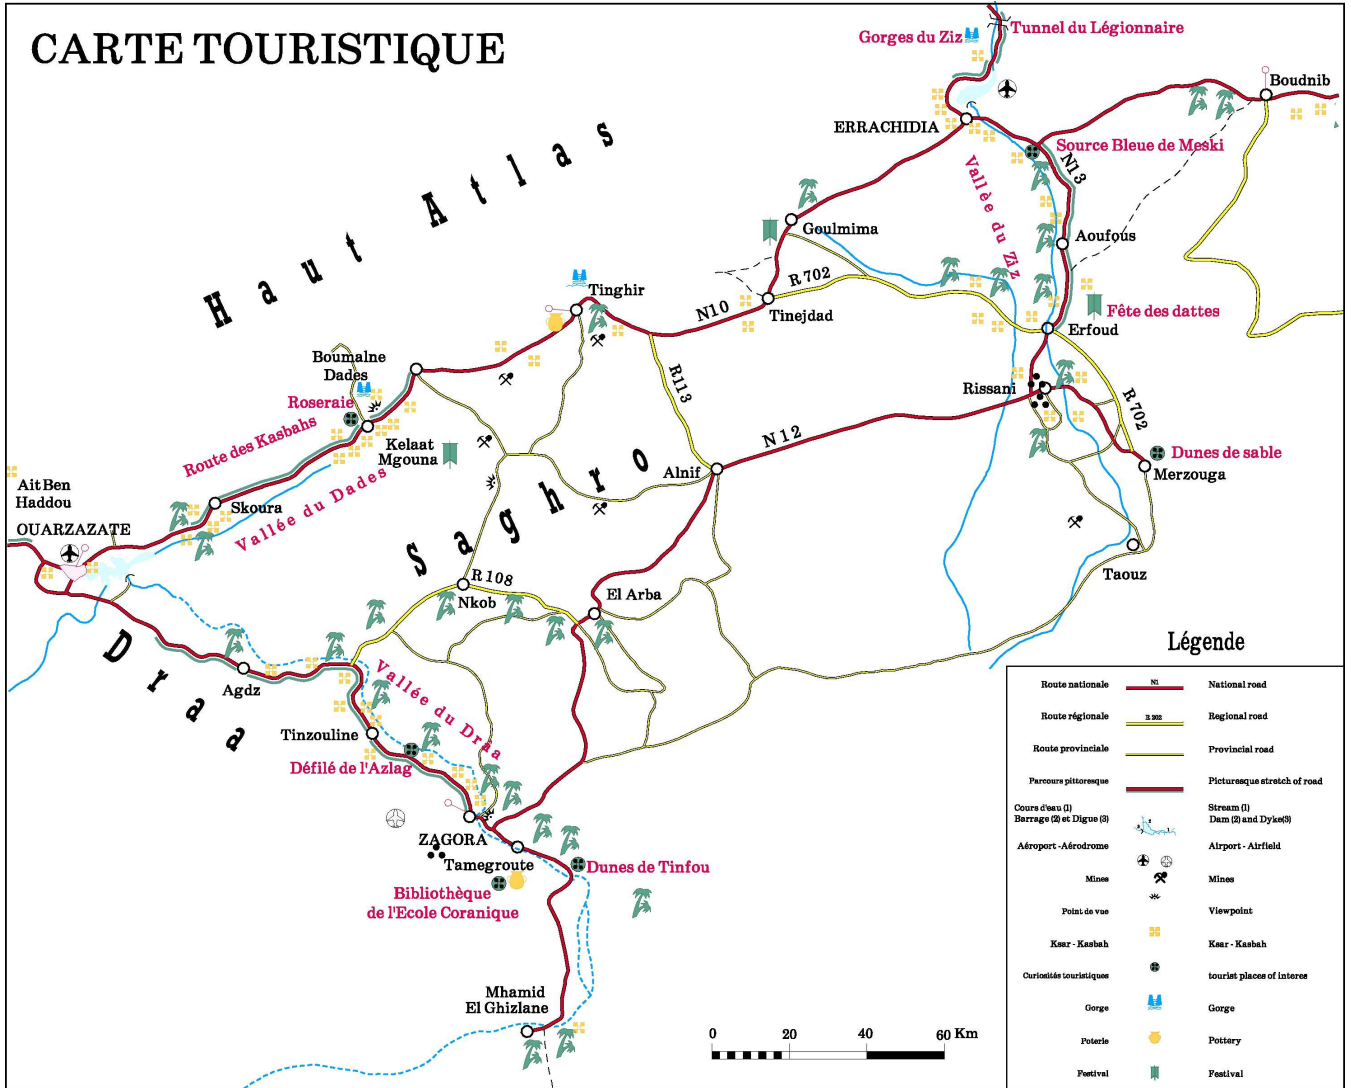 CARTE TOURISTIQUE
Gorges du Ziz
Tunnel du Légionnaire
Boudnib
ERRACHIDIA
Source Bleue de Meski
N13
Vallèe du Ziz
Haut Atlas
Goulmima
Aoufous
R 702
Tinghir
N10
Tinejdad
Fête des dattes
Erfoud
Boumalne
Dades
Roseraie
Route des Kasbahs
Kelaat
Mgouna
R113
Rissani
R 702
N 12
Dunes de sable
Merzouga
Alnif
Ait Ben
Haddou
Skoura
Vallée du Dades
OUARZAZATE
Saghro
Taouz
R 108
Nkob
El Arba
Draa
Agdz
Vallée du Draa
Tinzouline
Défilé de l'Azlag
ZAGORA
Tamegroute
Dunes de Tinfou
Bibliothèque
de l'Ecole Coranique
Mhamid
El Ghizlane
0 20 40 60 Km
Légende
Route nationale N1 National road
Route régionale R 302 Regional road
Route provinciale Provincial road
Parcours pittoresque Picturesque stretch of road
Cours d'eau (1) Stream (1)
Barrage (2) et Digue (3) Dam (2) and Dyke(3)
Aéroport -Aérodrome Airport - Airfield
Mines Mines
Point de vue Viewpoint
Ksar - Kasbah Ksar - Kasbah
Curiosités touristiques tourist places of interes
Gorge Gorge
Poterie Pottery
Festival Festival